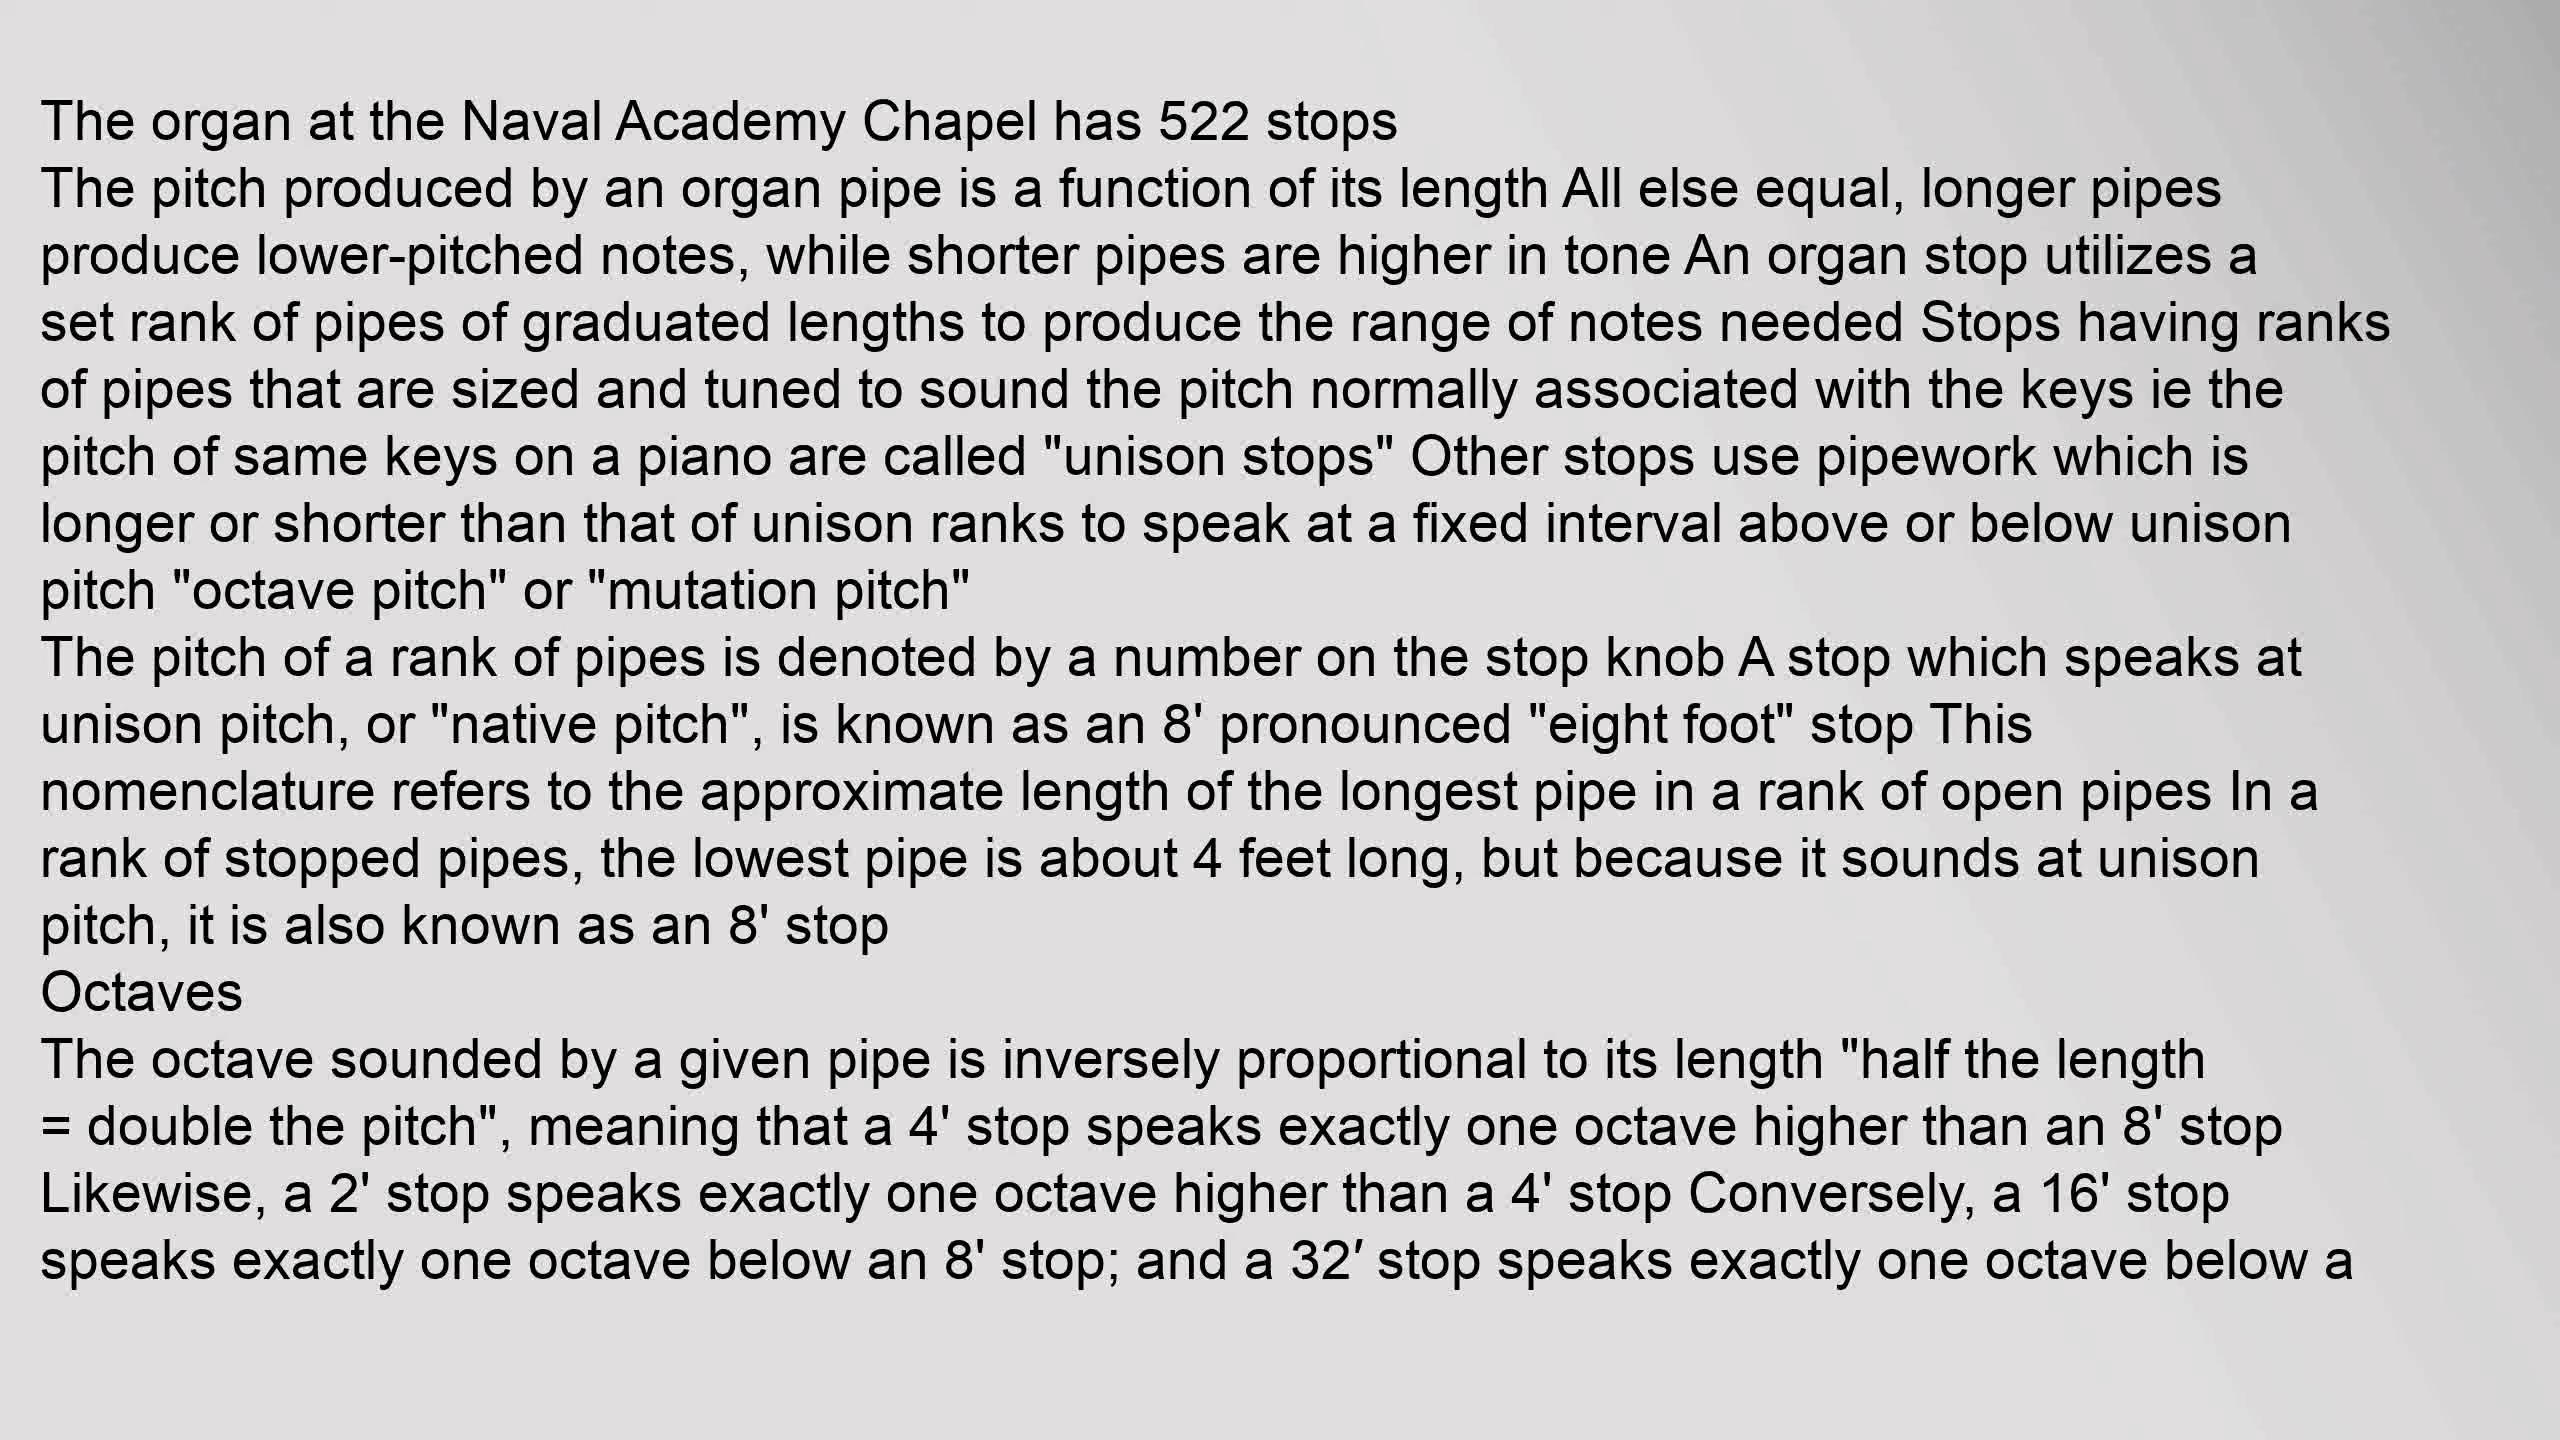 The organ at the Naval Academy Chapel has 522 stops
The pitch produced by an organ pipe is a function of its length All else equal, longer pipes
produce lower-pitched notes, while shorter pipes are higher in tone An organ stop utilizes a
set rank of pipes of graduated lengths to produce the range of notes needed Stops having ranks
of pipes that are sized and tuned to sound the pitch normally associated with the keys ie the
pitch of same keys on a piano are called "unison stops" Other stops use pipework which is
longer or shorter than that of unison ranks to speak at a fixed interval above or below unison
pitch "octave pitch" or "mutation pitch"
The pitch of a rank of pipes is denoted by a number on the stop knob A stop which speaks at
unison pitch, or "native pitch", is known as an 8' pronounced "eight foot" stop This
nomenclature refers to the approximate length of the longest pipe in a rank of open pipes In a
rank of stopped pipes, the lowest pipe is about 4 feet long, but because it sounds at unison
pitch, it is also known as an 8' stop
Octaves
The octave sounded by a given pipe is inversely proportional to its length "half the length
= double the pitch", meaning that a 4' stop speaks exactly one octave higher than an 8' stop
Likewise, a 2' stop speaks exactly one octave higher than a 4' stop Conversely, a 16' stop
speaks exactly one octave below an 8' stop; and a 32′ stop speaks exactly one octave below a